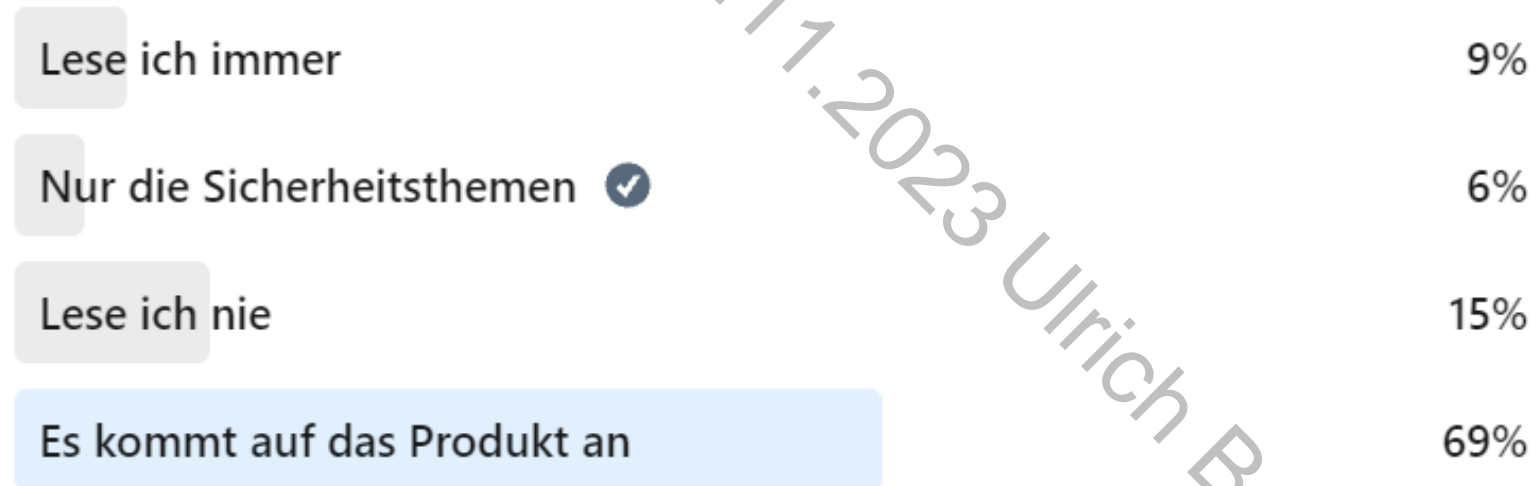 Lese ich immer 9%
Nur die Sicherheitsthemen 6%
Lese ich nie 15%
Es kommt auf das Produkt an 69%
11.2023 Ulrich B